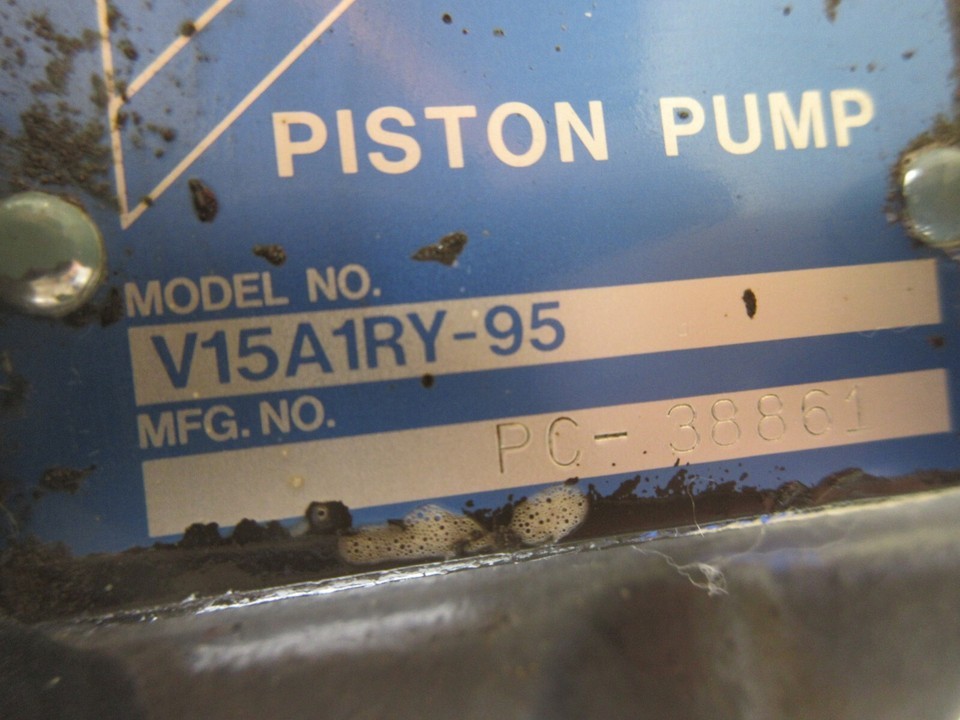 PISTON PUMP
MODEL NO.
V15A1RY-95
MFG. NO.
PC-38861